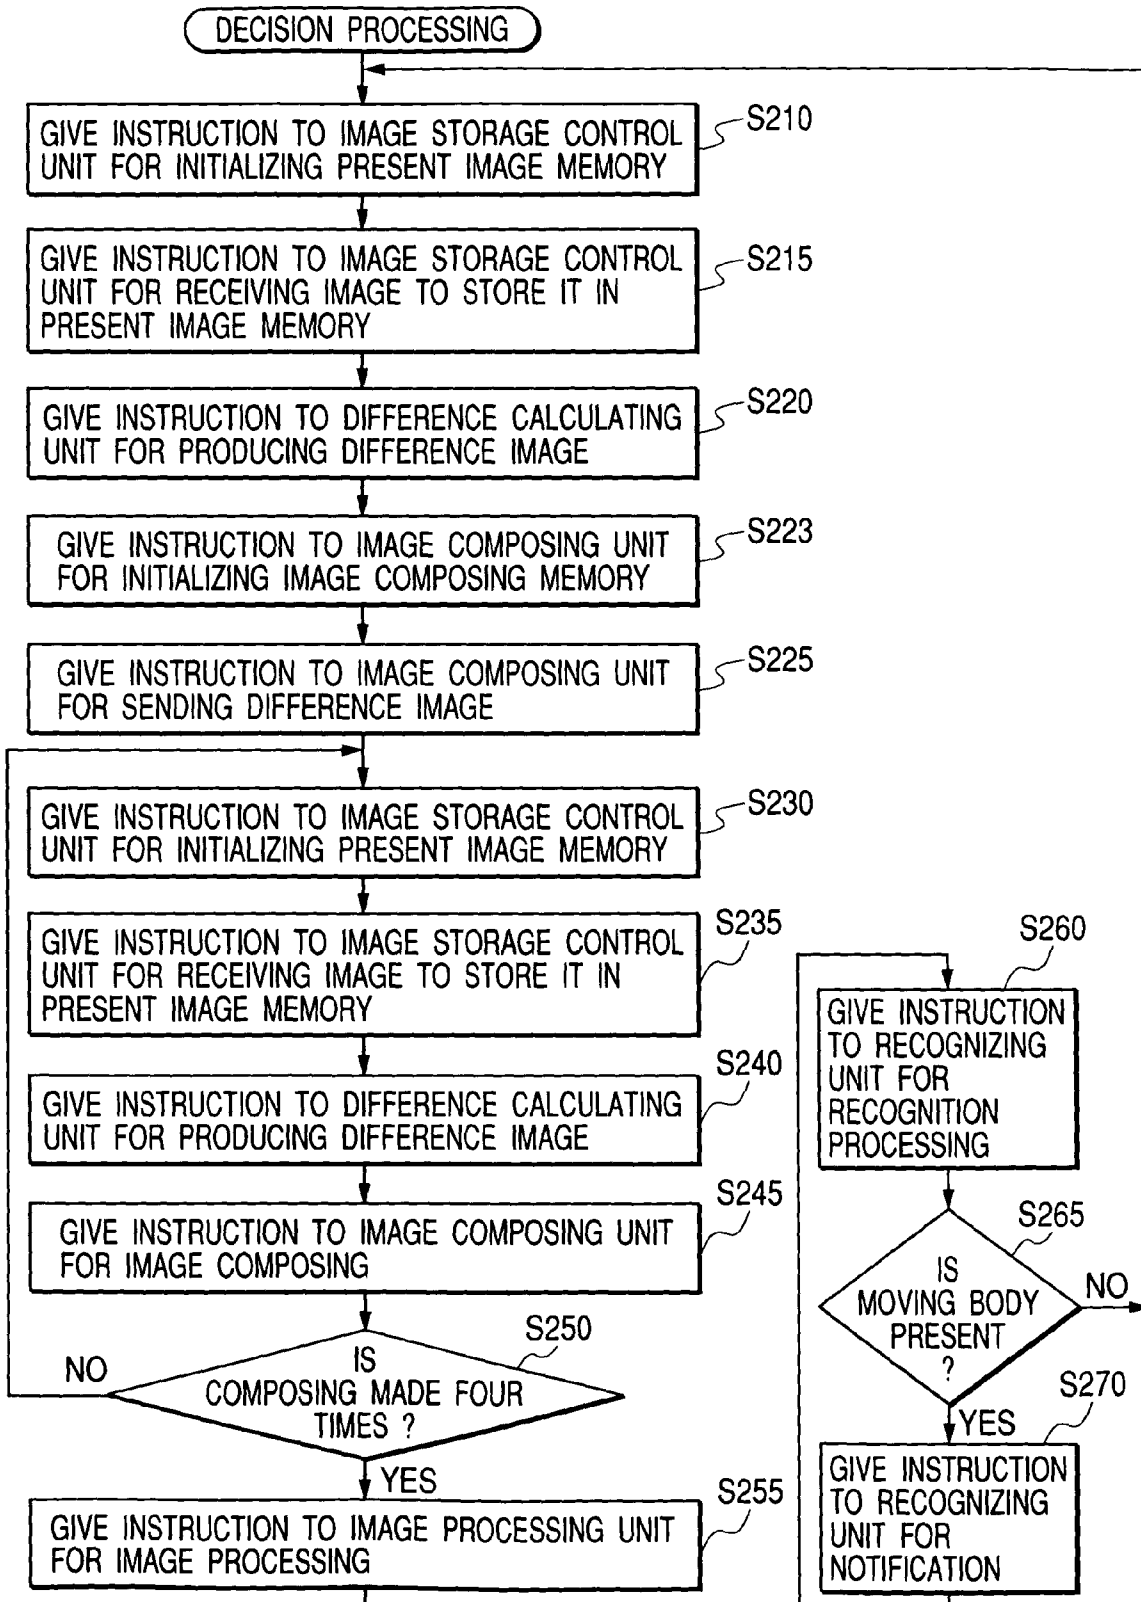 DECISION PROCESSING
GIVE INSTRUCTION TO IMAGE STORAGE CONTROL
UNIT FOR INITIALIZING PRESENT IMAGE MEMORY
S210
GIVE INSTRUCTION TO IMAGE STORAGE CONTROL
UNIT FOR RECEIVING IMAGE TO STORE IT IN
PRESENT IMAGE MEMORY
S215
GIVE INSTRUCTION TO DIFFERENCE CALCULATING
UNIT FOR PRODUCING DIFFERENCE IMAGE
S220
GIVE INSTRUCTION TO IMAGE COMPOSING UNIT
FOR INITIALIZING IMAGE COMPOSING MEMORY
S223
GIVE INSTRUCTION TO IMAGE COMPOSING UNIT
FOR SENDING DIFFERENCE IMAGE
S225
GIVE INSTRUCTION TO IMAGE STORAGE CONTROL
UNIT FOR INITIALIZING PRESENT IMAGE MEMORY
S230
GIVE INSTRUCTION TO IMAGE STORAGE CONTROL
UNIT FOR RECEIVING IMAGE TO STORE IT IN
PRESENT IMAGE MEMORY
S235
GIVE INSTRUCTION TO DIFFERENCE CALCULATING
UNIT FOR PRODUCING DIFFERENCE IMAGE
S240
GIVE INSTRUCTION TO IMAGE COMPOSING UNIT
FOR IMAGE COMPOSING
S245
IS
COMPOSING MADE FOUR
TIMES ?
S250
NO
YES
GIVE INSTRUCTION TO IMAGE PROCESSING UNIT
FOR IMAGE PROCESSING
S255
S260
GIVE INSTRUCTION
TO RECOGNIZING
UNIT FOR
RECOGNITION
PROCESSING
S265
IS
MOVING BODY
PRESENT
?
NO
YES
S270
GIVE INSTRUCTION
TO RECOGNIZING
UNIT FOR
NOTIFICATION